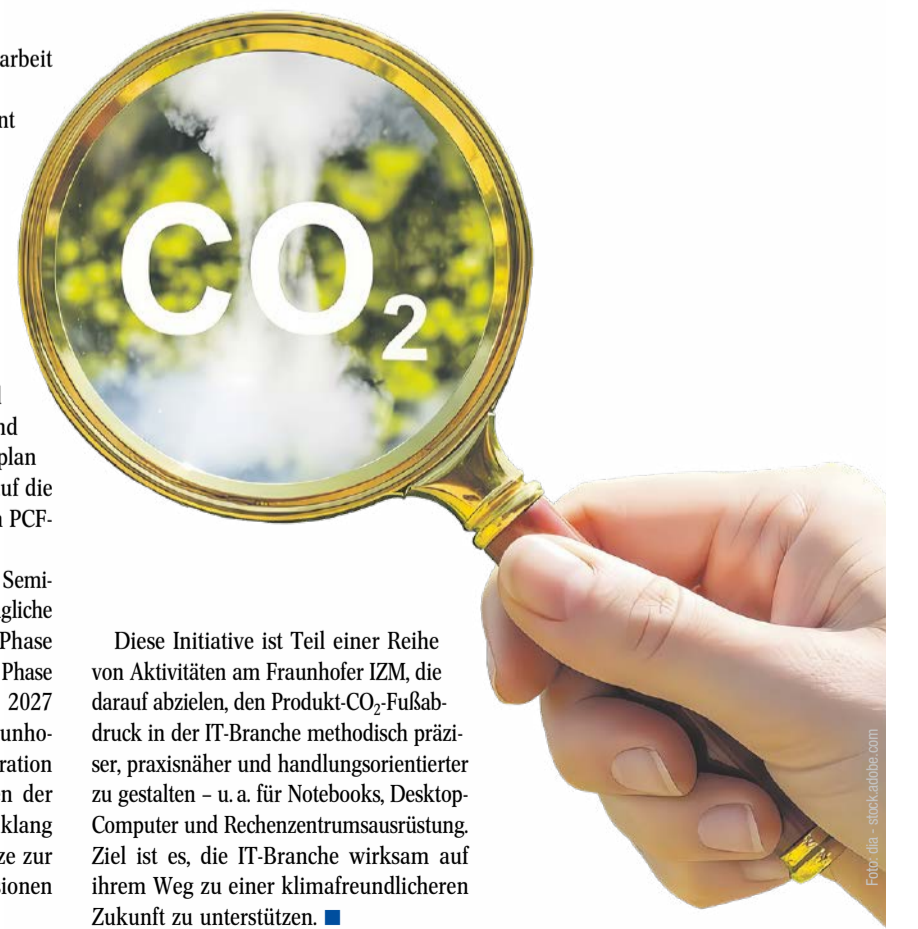 arbeit
nt
nd
plan
uf die
PCF-
Semi-
gliche
Phase
Phase
2027
unho-
ration
en der
klang
ze zur
sionen
CO₂
Diese Initiative ist Teil einer Reihe
von Aktivitäten am Fraunhofer IZM, die
darauf abzielen, den Produkt-CO₂-Fußab-
druck in der IT-Branche methodisch präzi-
ser, praxisnäher und handlungsorientierter
zu gestalten – u. a. für Notebooks, Desktop-
Computer und Rechenzentrumsausrüstung.
Ziel ist es, die IT-Branche wirksam auf
ihrem Weg zu einer klimafreundlicheren
Zukunft zu unterstützen.
Foto: dia - stock.adobe.com